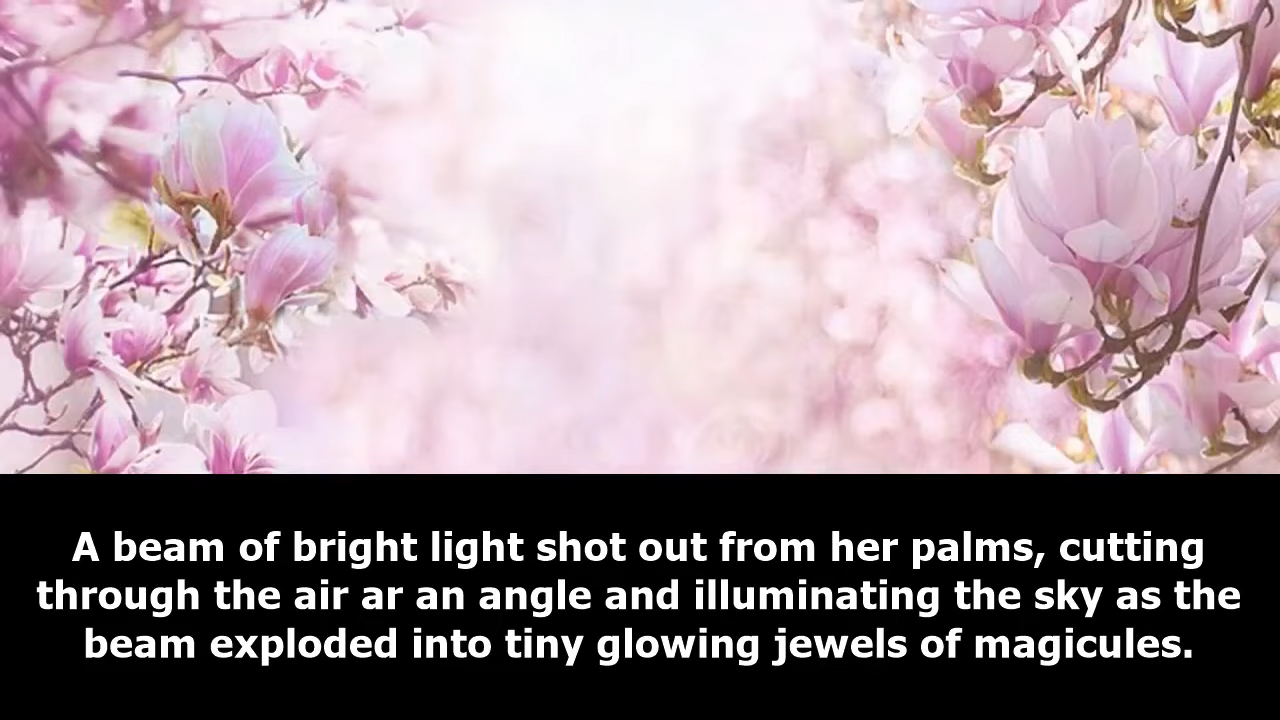 A beam of bright light shot out from her palms, cutting
through the air ar an angle and illuminating the sky as the
beam exploded into tiny glowing jewels of magicules.